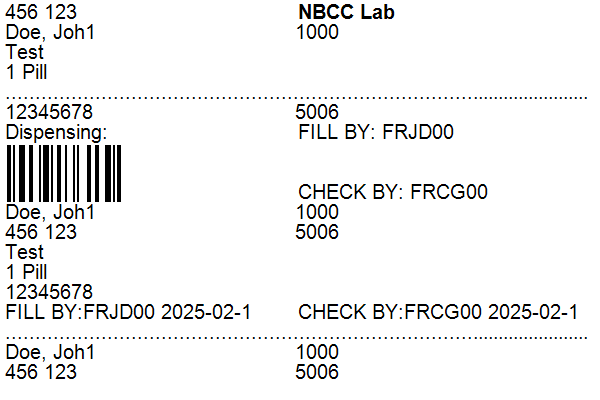 456 123 NBCC Lab
Doe, Joh1 1000
Test
1 Pill
12345678 5006
Dispensing: FILL BY: FRJD00
CHECK BY: FRCG00
Doe, Joh1 1000
456 123 5006
Test
1 Pill
12345678
FILL BY:FRJD00 2025-02-1 CHECK BY:FRCG00 2025-02-1
Doe, Joh1 1000
456 123 5006